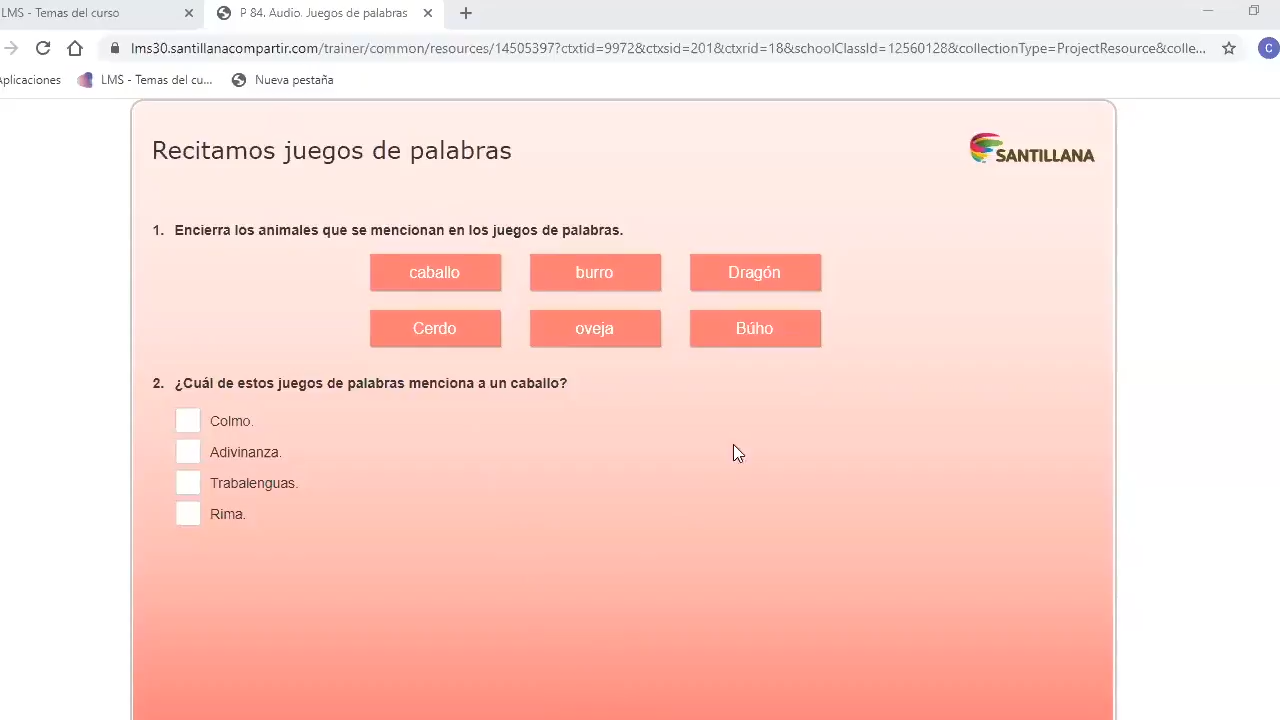 LMS - Temas del curso
P 84. Audio. Juegos de palabras
lms30.santillanacompartir.com/trainer/common/resources/14505397?ctxtid=9972&ctxsid=201&ctxrid=18&schoolClassId=12560128&collectionType=ProjectResource&colle...
C
plicaciones
LMS - Temas del cu...
Nueva pestaña
Recitamos juegos de palabras
SANTILLANA
1. Encierra los animales que se mencionan en los juegos de palabras.
caballo burro Dragón
Cerdo oveja Búho
2. ¿Cuál de estos juegos de palabras menciona a un caballo?
Colmo.
Adivinanza.
Trabalenguas.
Rima.